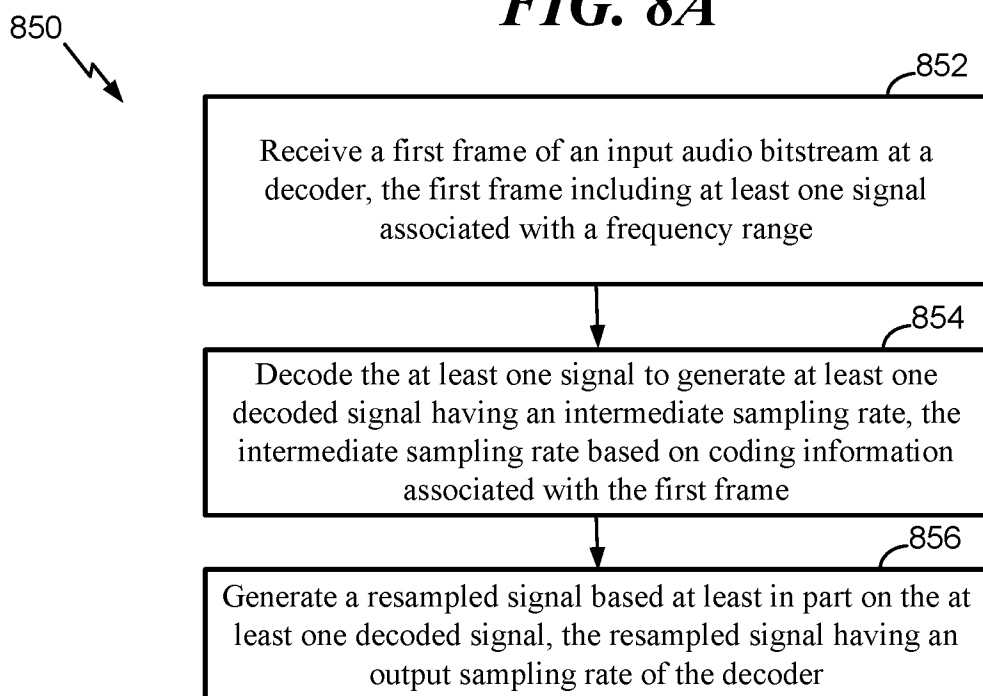 FIG. 8A
850
852
Receive a first frame of an input audio bitstream at a
decoder, the first frame including at least one signal
associated with a frequency range
854
Decode the at least one signal to generate at least one
decoded signal having an intermediate sampling rate, the
intermediate sampling rate based on coding information
associated with the first frame
856
Generate a resampled signal based at least in part on the at
least one decoded signal, the resampled signal having an
output sampling rate of the decoder